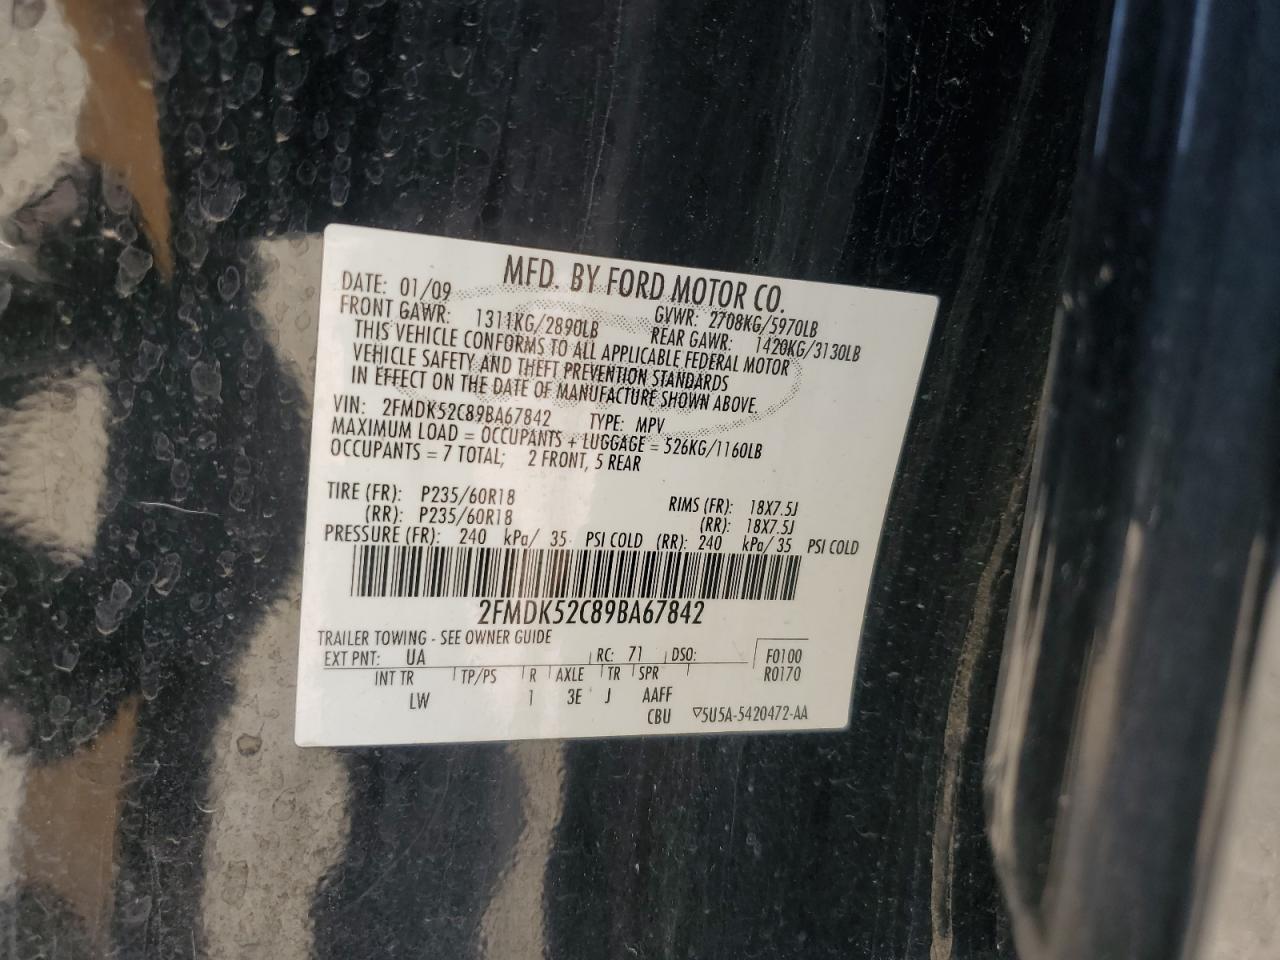 MFD. BY FORD MOTOR CO.
DATE: 01/09 GVWR: 2708KG/5970LB
FRONT GAWR: 1311KG/2890LB REAR GAWR: 1420KG/3130LB
THIS VEHICLE CONFORMS TO ALL APPLICABLE FEDERAL MOTOR
VEHICLE SAFETY AND THEFT PREVENTION STANDARDS
IN EFFECT ON THE DATE OF MANUFACTURE SHOWN ABOVE.
VIN: 2FMDK52C89BA67842 TYPE: MPV
MAXIMUM LOAD = OCCUPANTS + LUGGAGE = 526KG/1160LB
OCCUPANTS = 7 TOTAL; 2 FRONT, 5 REAR
TIRE (FR): P235/60R18 RIMS (FR): 18X7.5J
(RR): P235/60R18 (RR): 18X7.5J
PRESSURE (FR): 240 kPa/ 35 PSI COLD (RR): 240 kPa/ 35 PSI COLD
2FMDK52C89BA67842
TRAILER TOWING - SEE OWNER GUIDE
EXT PNT: UA RC: 71 DSO: F0100
INT TR TP/PS R AXLE TR SPR R0170
LW 1 3E J AAFF
CBU ▽5U5A-5420472-AA